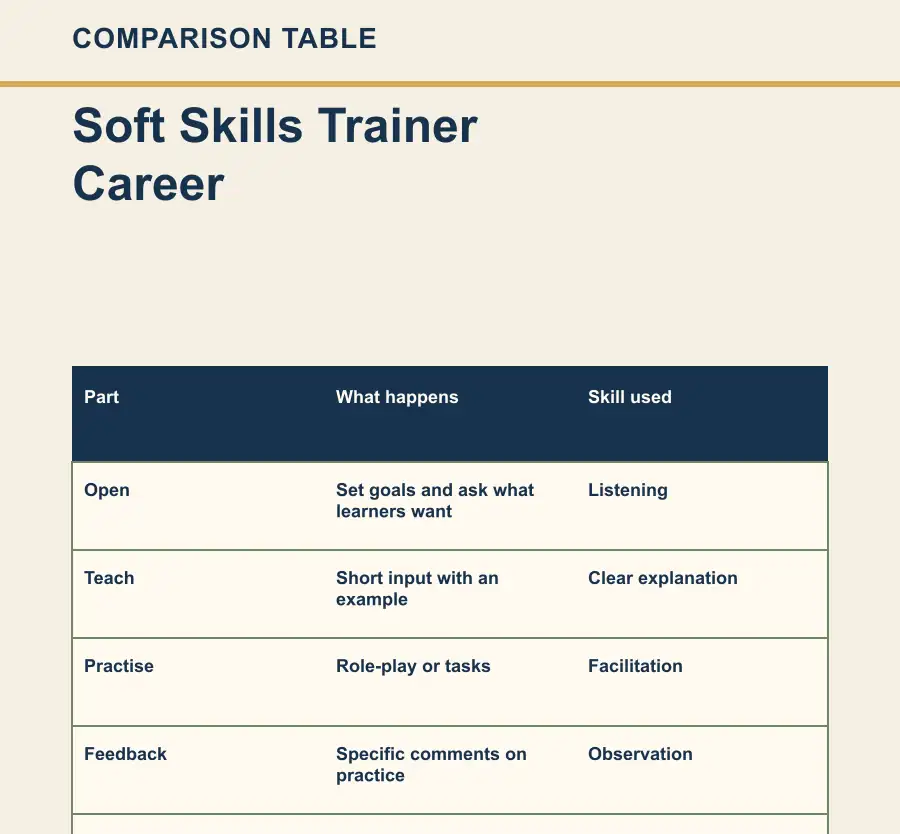 COMPARISON TABLE
Soft Skills Trainer
Career
Part What happens Skill used
Open Set goals and ask what Listening
learners want
Teach Short input with an Clear explanation
example
Practise Role-play or tasks Facilitation
Feedback Specific comments on Observation
practice